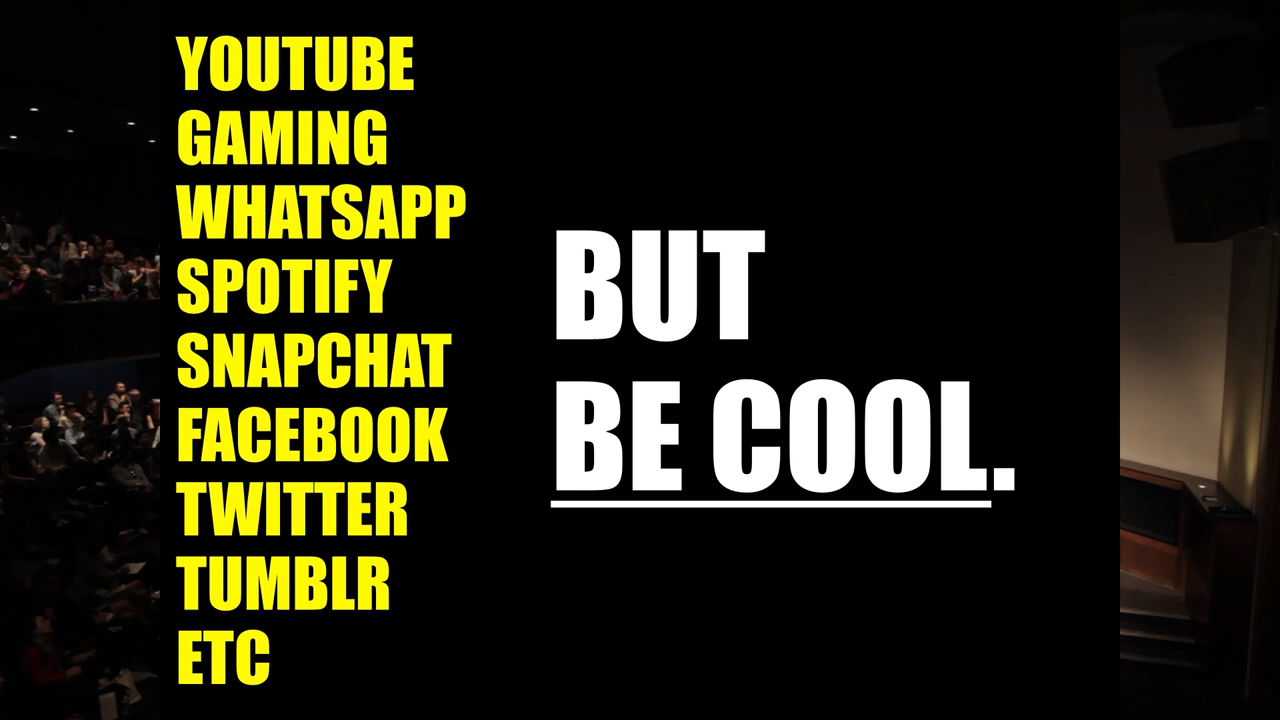 YOUTUBE
GAMING
WHATSAPP
SPOTIFY
SNAPCHAT
FACEBOOK
TWITTER
TUMBLR
ETC
BUT
BE COOL.